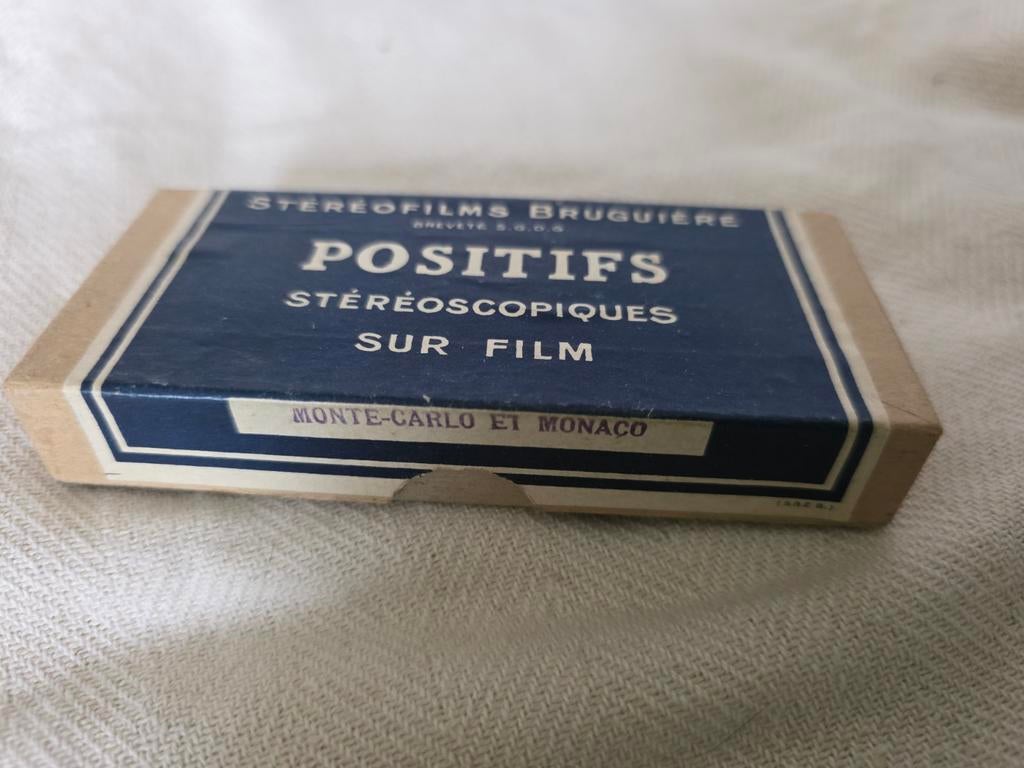 STÉRÉOFILMS BRUGUIÈRE
BREVETÉ S.G.D.G
POSITIFS
STÉRÉOSCOPIQUES
SUR FILM
MONTE-CARLO ET MONACO